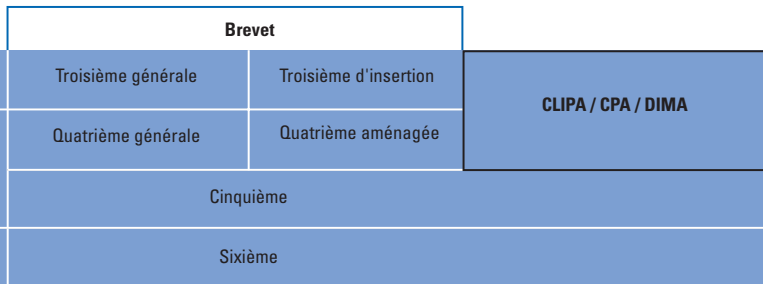 Brevet
Troisième générale
Troisième d'insertion
CLIPA / CPA / DIMA
Quatrième générale
Quatrième aménagée
Cinquième
Sixième